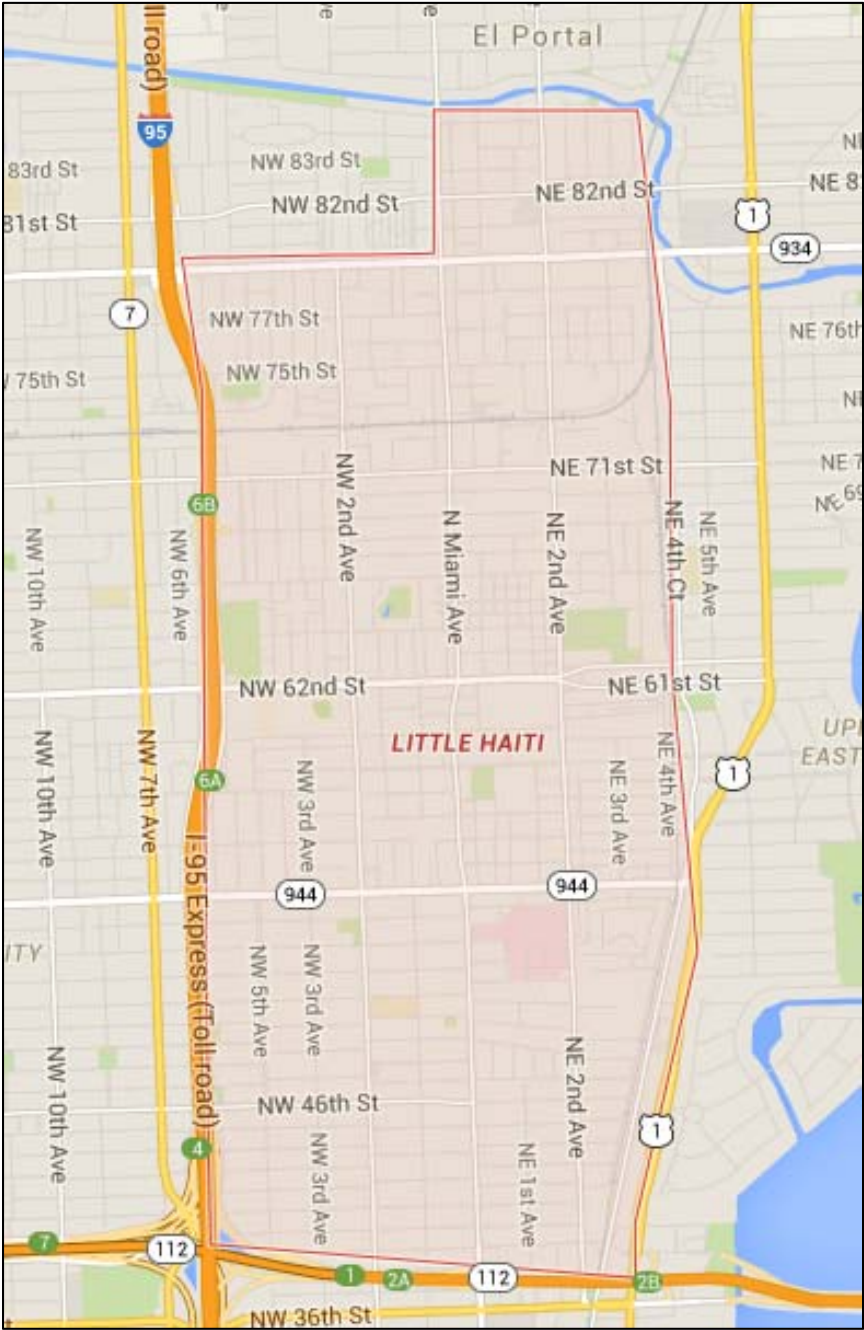 ll road)
El Portal
95
83rd St
NW 83rd St
NE 82nd St
NE 8
NW 82nd St
81st St
1
934
7
NW 77th St
NE 76th
NW 75th St
75th St
NE 71st St
NE 7
NE 69
6B
NW 2nd Ave
N Miami Ave
NE 2nd Ave
NE 4th Ct
NE 5th Ave
NW 10th Ave
NW 6th Ave
NW 62nd St
NE 61st St
LITTLE HAITI
UP
EAST
NW 10th Ave
NW 7th Ave
6A
NW 3rd Ave
NE 3rd Ave
NE 4th Ave
1
I-95 Express (Toll road)
944
944
ITY
NW 5th Ave
NW 3rd Ave
NE 2nd Ave
NW 10th Ave
NW 46th St
1
4
NW 3rd Ave
NE 1st Ave
7
112
1
2A
112
2B
NW 36th St